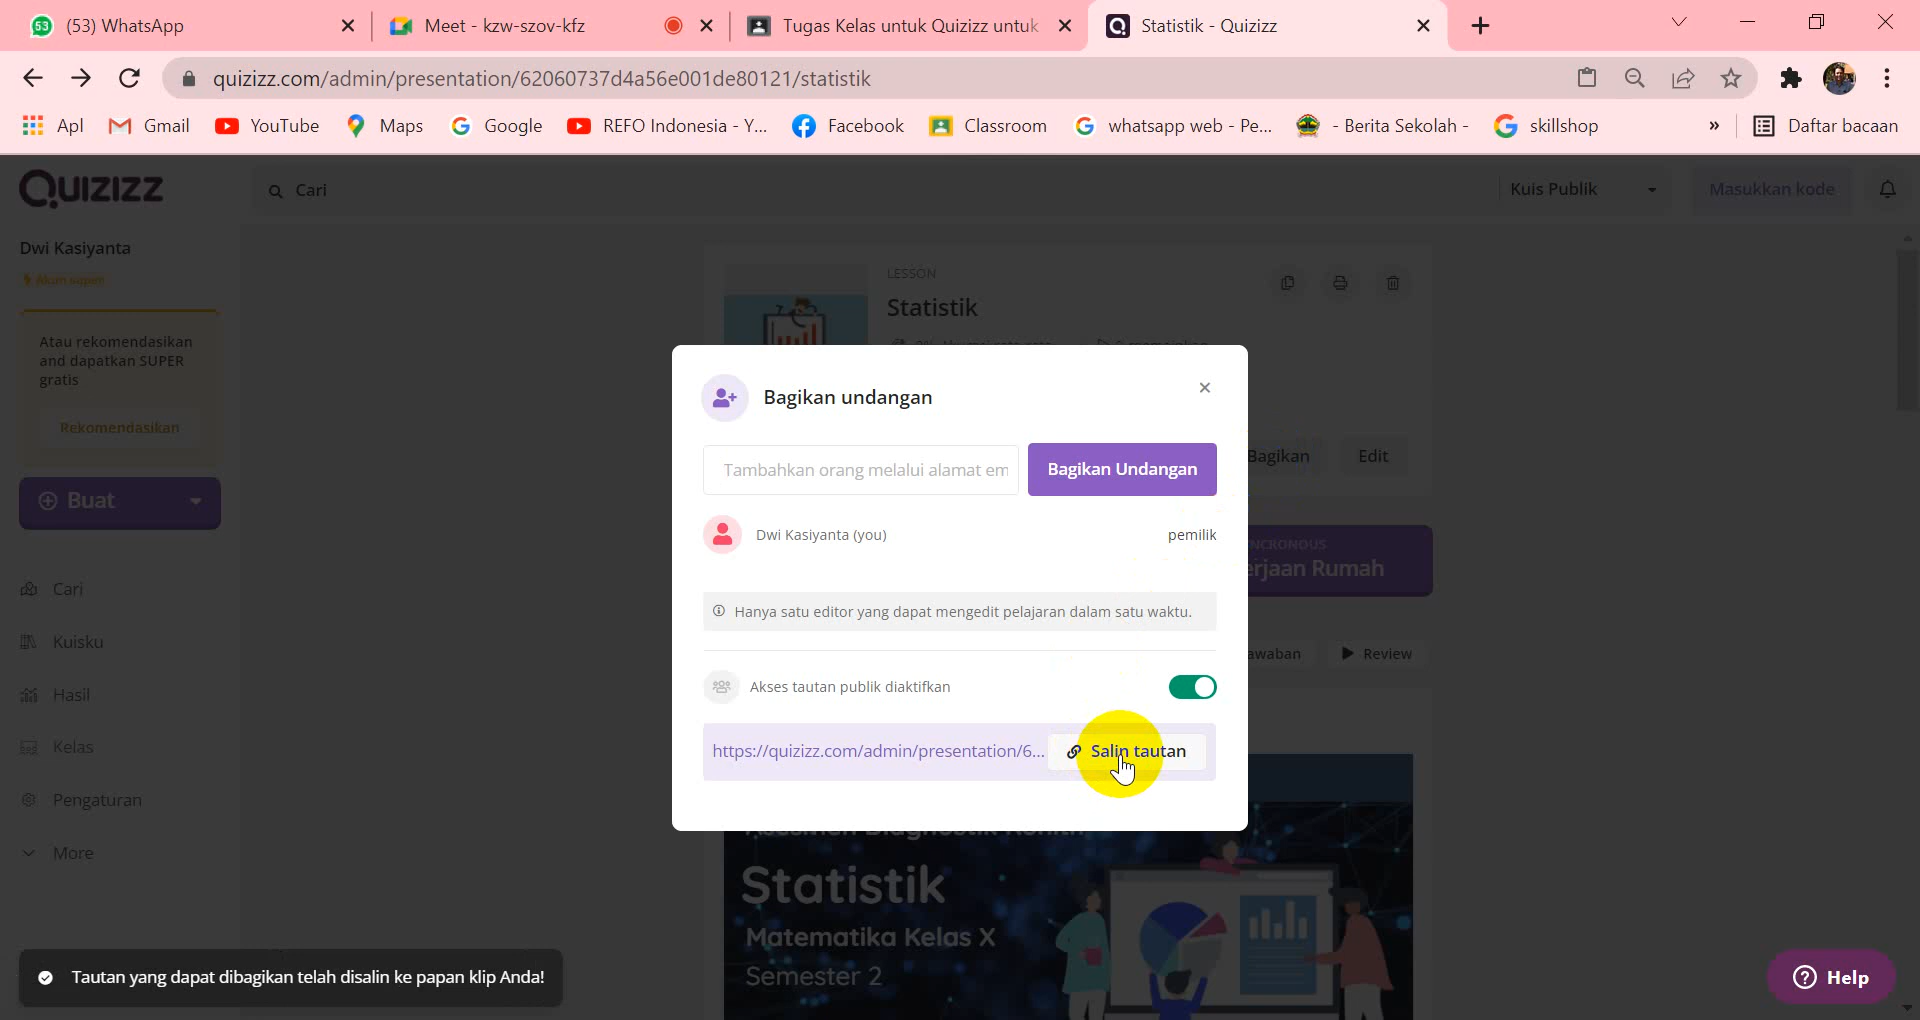 (53) WhatsApp
Meet - kzw-szov-kfz
Tugas Kelas untuk Quizizz untuk
Statistik - Quizizz
quizizz.com/admin/presentation/62060737d4a56e001de80121/statistik
Apl
Gmail
YouTube
Maps
Google
REFO Indonesia - Y...
Facebook
Classroom
whatsapp web - Pe...
- Berita Sekolah -
skillshop
»
Daftar bacaan
Quizizz
Cari
Kuis Publik
Masukkan kode
Dwi Kasiyanta
Akun super
Atau rekomendasikan
and dapatkan SUPER
gratis
Rekomendasikan
Buat
Cari
Kuisku
Hasil
Kelas
Pengaturan
More
LESSON
Statistik
Bagikan
Edit
erjaan Rumah
awaban
Review
Bagikan undangan
Tambahkan orang melalui alamat em
Bagikan Undangan
Dwi Kasiyanta (you)
pemilik
Hanya satu editor yang dapat mengedit pelajaran dalam satu waktu.
Akses tautan publik diaktifkan
https://quizizz.com/admin/presentation/6...
Salin tautan
Statistik
Matematika Kelas X
Semester 2
Tautan yang dapat dibagikan telah disalin ke papan klip Anda!
Help